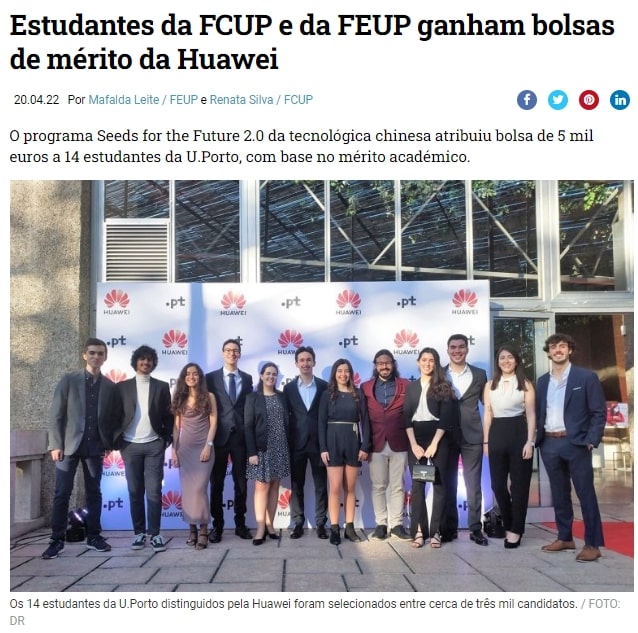 Estudantes da FCUP e da FEUP ganham bolsas
de mérito da Huawei
20.04.22 Por Mafalda Leite / FEUP e Renata Silva / FCUP
O programa Seeds for the Future 2.0 da tecnológica chinesa atribuiu bolsa de 5 mil
euros a 14 estudantes da U.Porto, com base no mérito académico.
HUAWEI .pt HUAWEI .pt HUAWEI .pt HUAWEI
.pt HUAWEI .pt HUAWEI .pt HUAWEI .pt
.pt
HUAWEI
Os 14 estudantes da U.Porto distinguidos pela Huawei foram selecionados entre cerca de três mil candidatos. / FOTO:
DR